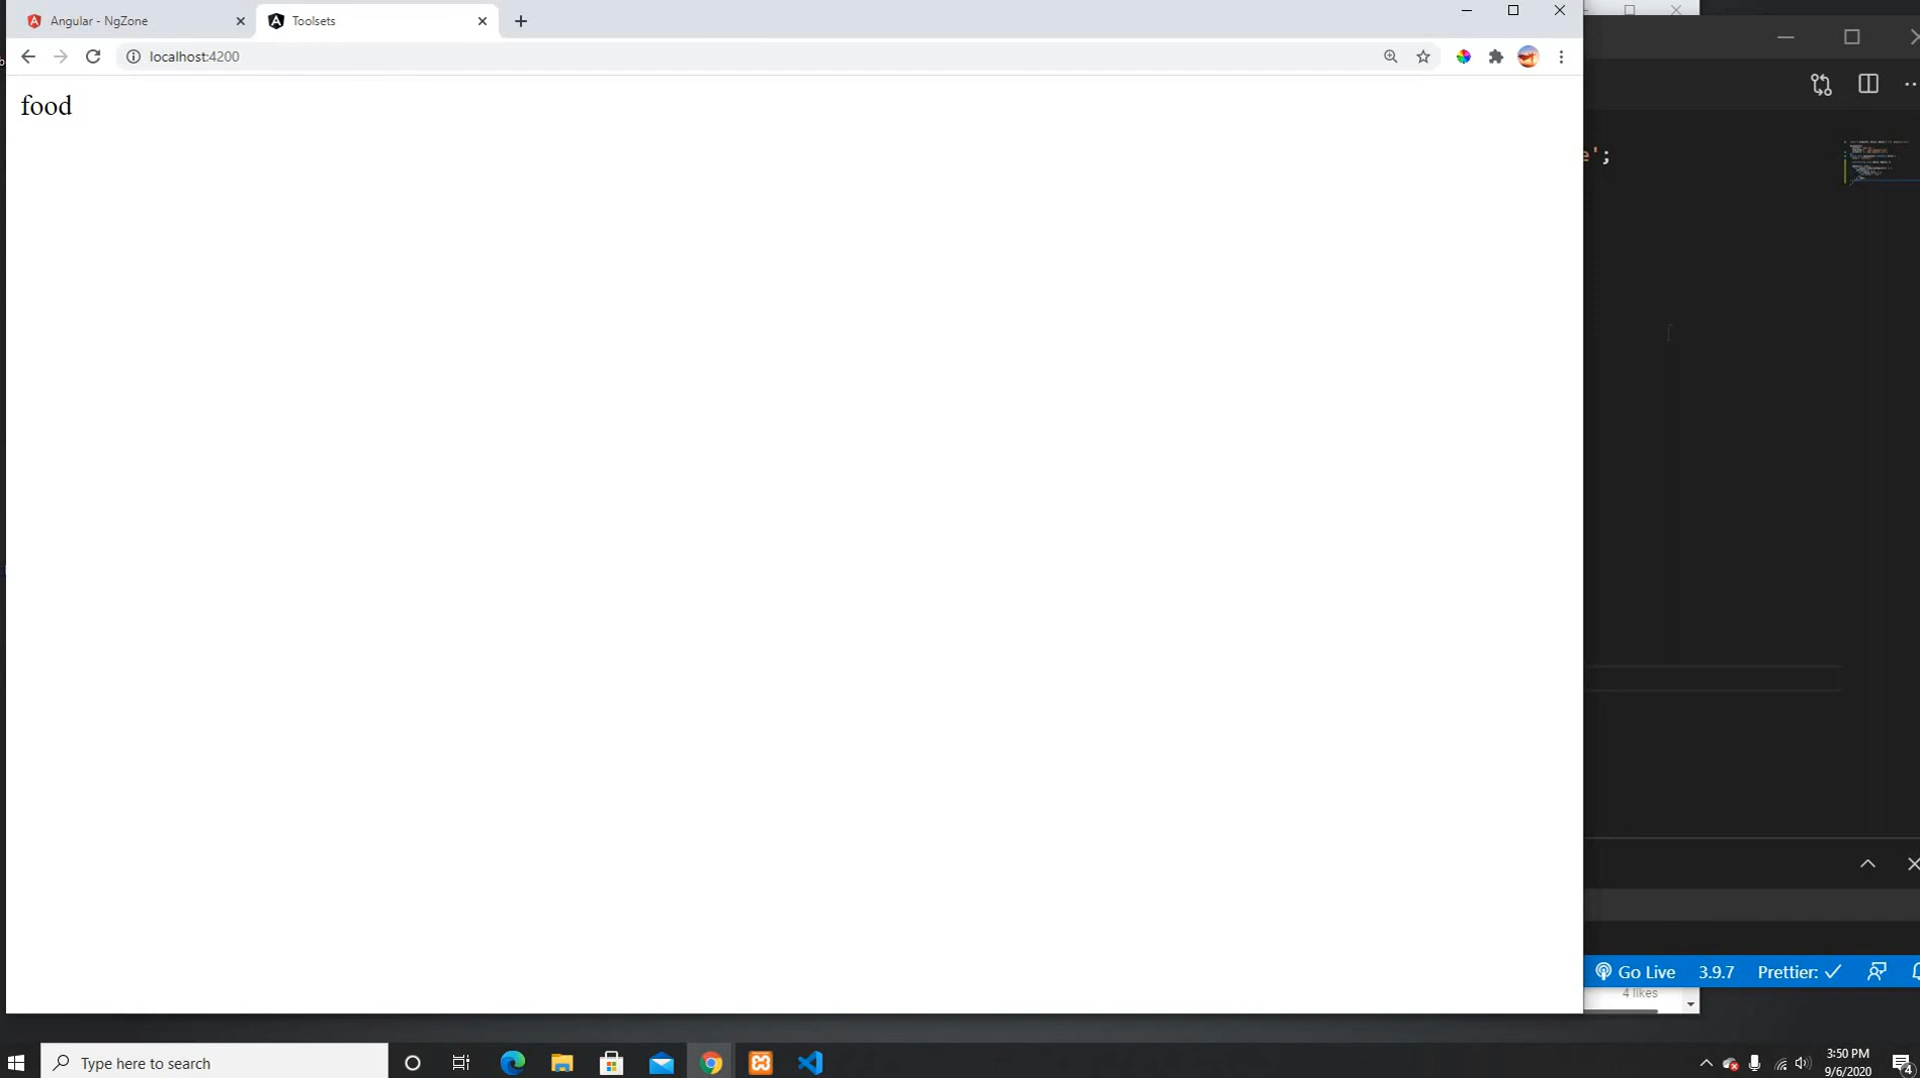 Angular - NgZone
Toolsets
localhost:4200
food
';
Go Live 3.9.7 Prettier:
4 likes
Type here to search
3:50 PM
9/6/2020
4